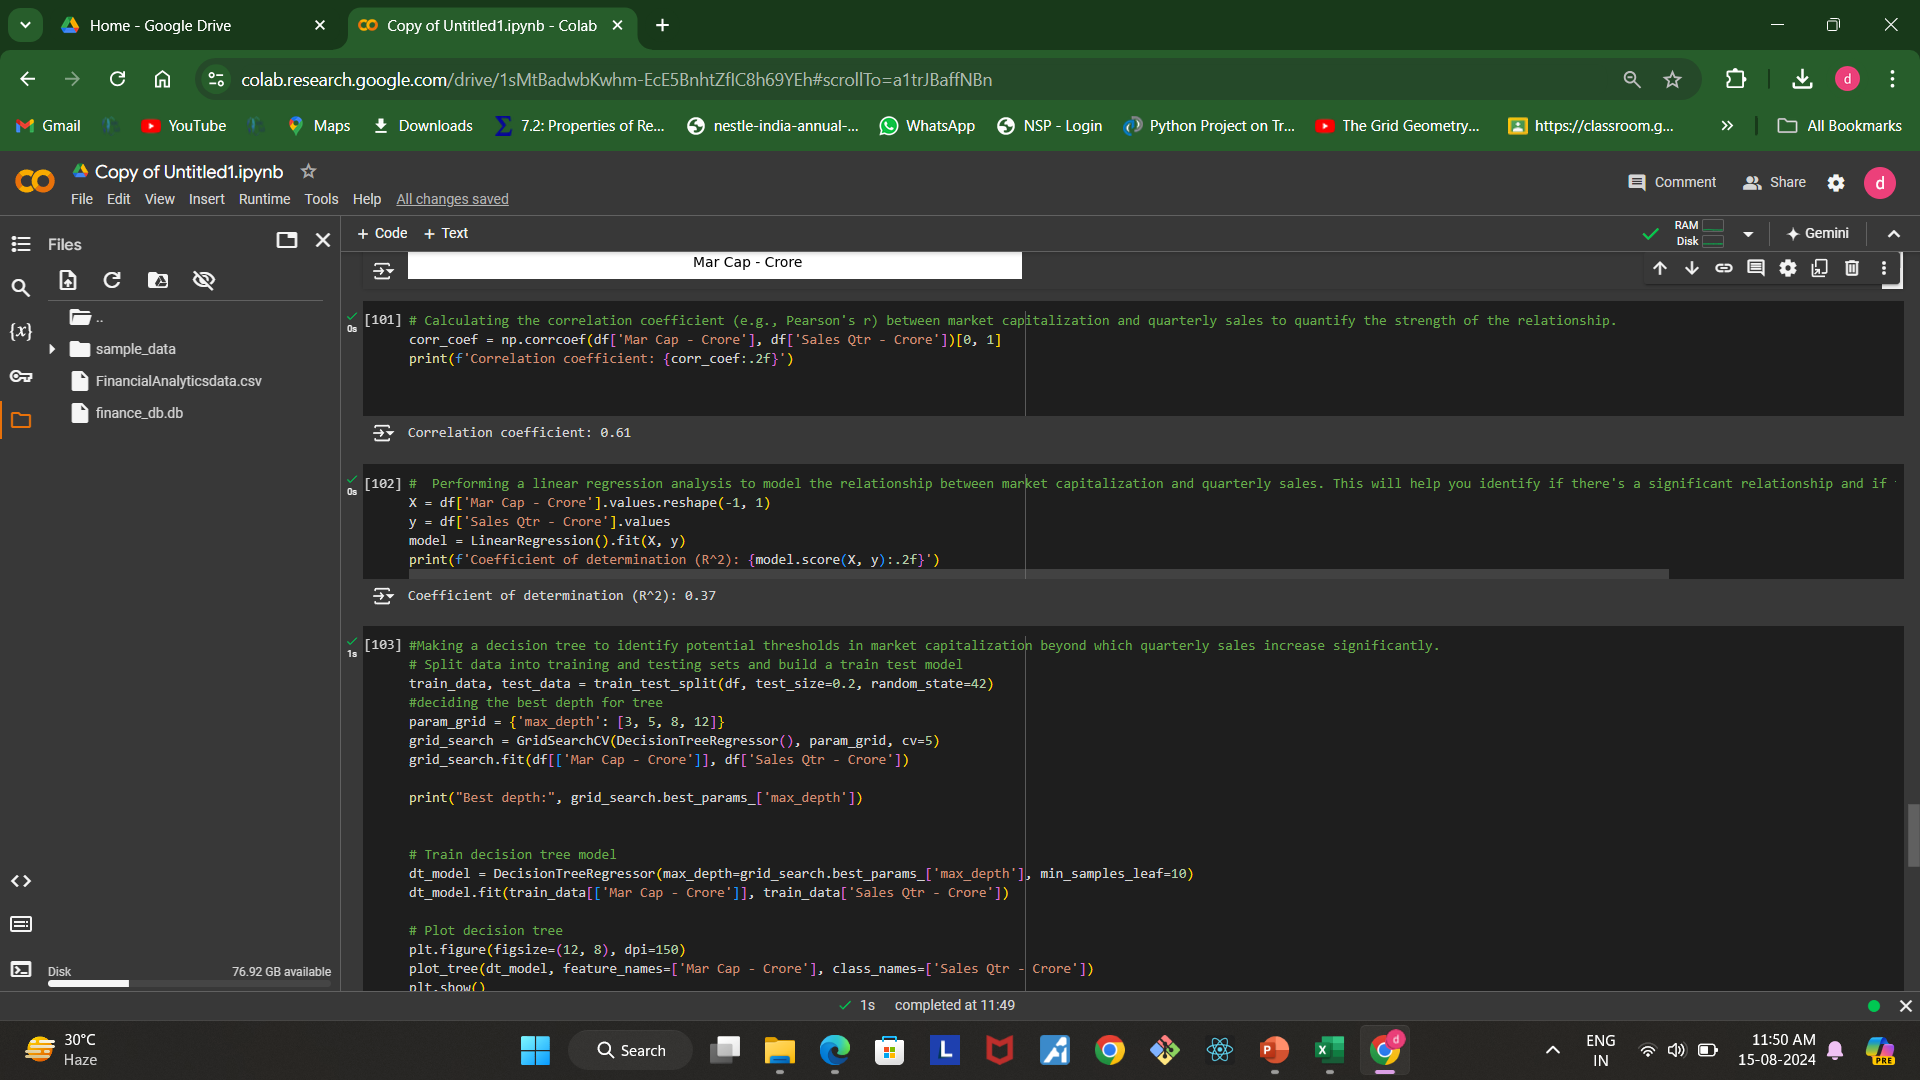 Home - Google Drive
Copy of Untitled1.ipynb - Colab
colab.research.google.com/drive/1sMtBadwbKwhm-EcE5BnhtZflC8h69YEh#scrollTo=a1trJBaffNBn
d
Gmail
YouTube
Maps
Downloads
7.2: Properties of Re...
nestle-india-annual-...
WhatsApp
NSP - Login
Python Project on Tr...
The Grid Geometry...
https://classroom.g...
All Bookmarks
Copy of Untitled1.ipynb
File Edit View Insert Runtime Tools Help All changes saved
Comment
Share
d
Files
+ Code + Text
RAM
Disk
Gemini
..
sample_data
FinancialAnalyticsdata.csv
finance_db.db
{x}
Disk
76.92 GB available
Mar Cap - Crore
0s
[101] # Calculating the correlation coefficient (e.g., Pearson's r) between market capitalization and quarterly sales to quantify the strength of the relationship.
corr_coef = np.corrcoef(df['Mar Cap - Crore'], df['Sales Qtr - Crore'])[0, 1]
print(f'Correlation coefficient: {corr_coef:.2f}')
Correlation coefficient: 0.61
0s
[102] #  Performing a linear regression analysis to model the relationship between market capitalization and quarterly sales. This will help you identify if there's a significant relationship and if
X = df['Mar Cap - Crore'].values.reshape(-1, 1)
y = df['Sales Qtr - Crore'].values
model = LinearRegression().fit(X, y)
print(f'Coefficient of determination (R^2): {model.score(X, y):.2f}')
Coefficient of determination (R^2): 0.37
1s
[103] #Making a decision tree to identify potential thresholds in market capitalization beyond which quarterly sales increase significantly.
# Split data into training and testing sets and build a train test model
train_data, test_data = train_test_split(df, test_size=0.2, random_state=42)
#deciding the best depth for tree
param_grid = {'max_depth': [3, 5, 8, 12]}
grid_search = GridSearchCV(DecisionTreeRegressor(), param_grid, cv=5)
grid_search.fit(df[['Mar Cap - Crore']], df['Sales Qtr - Crore'])
print("Best depth:", grid_search.best_params_['max_depth'])
# Train decision tree model
dt_model = DecisionTreeRegressor(max_depth=grid_search.best_params_['max_depth'], min_samples_leaf=10)
dt_model.fit(train_data[['Mar Cap - Crore']], train_data['Sales Qtr - Crore'])
# Plot decision tree
plt.figure(figsize=(12, 8), dpi=150)
plot_tree(dt_model, feature_names=['Mar Cap - Crore'], class_names=['Sales Qtr - Crore'])
plt.show()
1s completed at 11:49
30°C
Haze
Search
L
P
X
d
ENG
IN
11:50 AM
15-08-2024
PRE